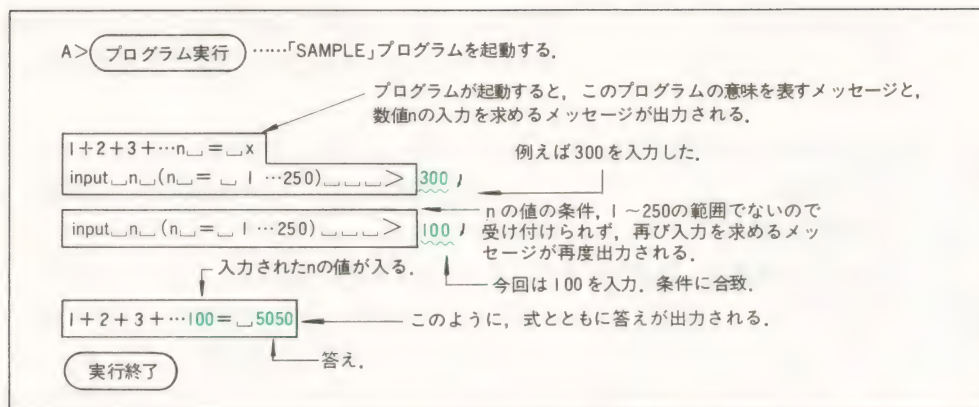 A>プログラム実行……「SAMPLE」プログラムを起動する.
プログラムが起動すると，このプログラムの意味を表すメッセージと，
数値nの入力を求めるメッセージが出力される.
1+2+3+…n␣=␣x
例えば300を入力した.
input␣n␣(n␣=␣1…250)␣␣␣> 300
nの値の条件，1～250の範囲でないので
input␣n␣(n␣=␣1…250)␣␣␣> 100
受け付けられず，再び入力を求めるメッ
セージが再度出力される.
入力されたnの値が入る.
今回は100を入力．条件に合致.
1+2+3+…100=␣5050
このように，式とともに答えが出力される.
答え.
実行終了